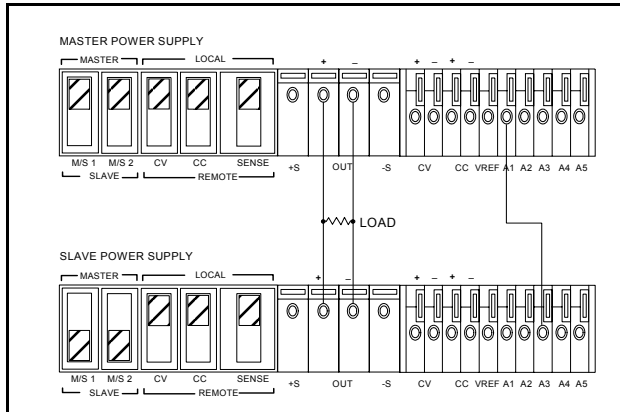 MASTER POWER SUPPLY
MASTER LOCAL
+ – + – + –
M/S 1 M/S 2 CV CC SENSE +S OUT -S CV CC VREF A1 A2 A3 A4 A5
SLAVE REMOTE
LOAD
SLAVE POWER SUPPLY
MASTER LOCAL
+ – + – + –
M/S 1 M/S 2 CV CC SENSE +S OUT -S CV CC VREF A1 A2 A3 A4 A5
SLAVE REMOTE